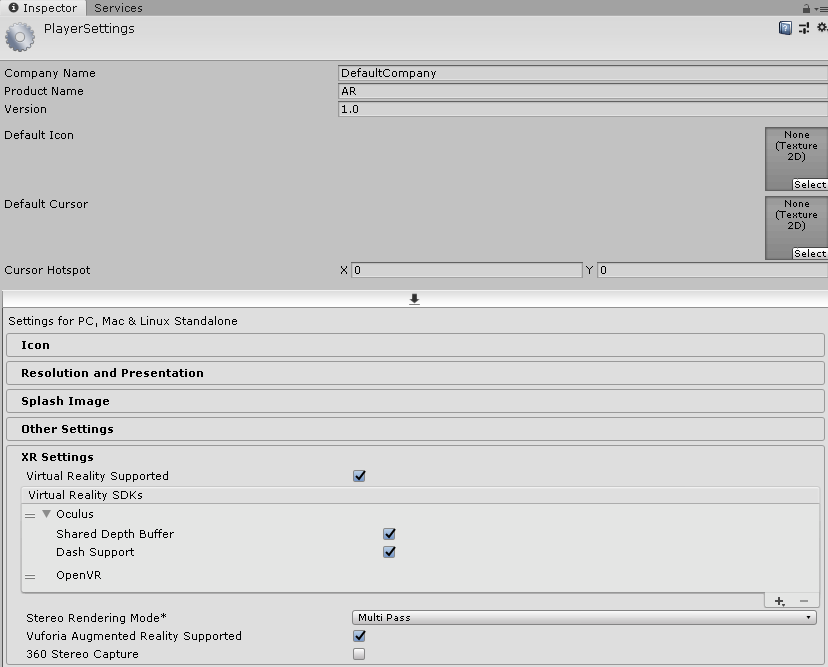 Inspector
Services
PlayerSettings
Company Name
DefaultCompany
Product Name
AR
Version
1.0
Default Icon
None
(Texture
2D)
Select
Default Cursor
None
(Texture
2D)
Select
Cursor Hotspot
X 0
Y 0
Settings for PC, Mac & Linux Standalone
Icon
Resolution and Presentation
Splash Image
Other Settings
XR Settings
Virtual Reality Supported
Virtual Reality SDKs
Oculus
Shared Depth Buffer
Dash Support
OpenVR
Stereo Rendering Mode*
Multi Pass
Vuforia Augmented Reality Supported
360 Stereo Capture